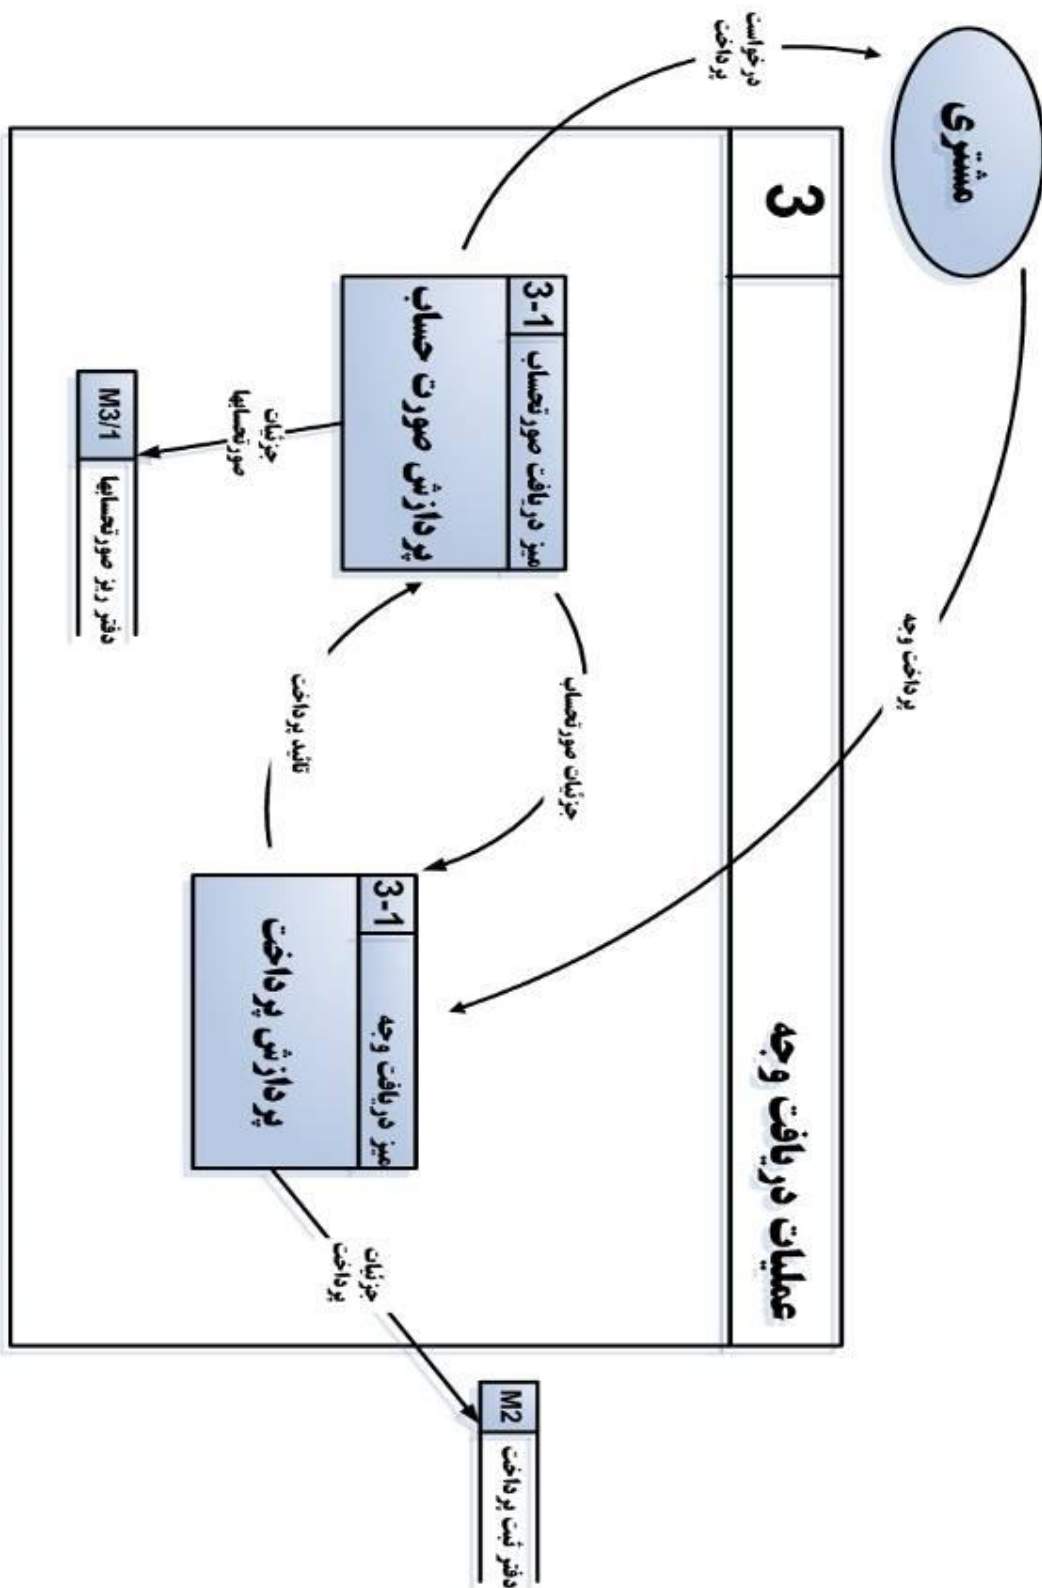 مشتری
درخواست
پرداخت
3
عملیات دریافت وجه
3-1
میز دریافت صورتحساب
پردازش صورت حساب
M3/1
دفتر ریز صورتحسابها
جزئیات
صورتحسابها
جزئیات صورتحساب
تائید پرداخت
پرداخت وجه
3-1
میز دریافت وجه
پردازش پرداخت
جزئیات
پرداخت
M2
دفتر ثبت پرداخت